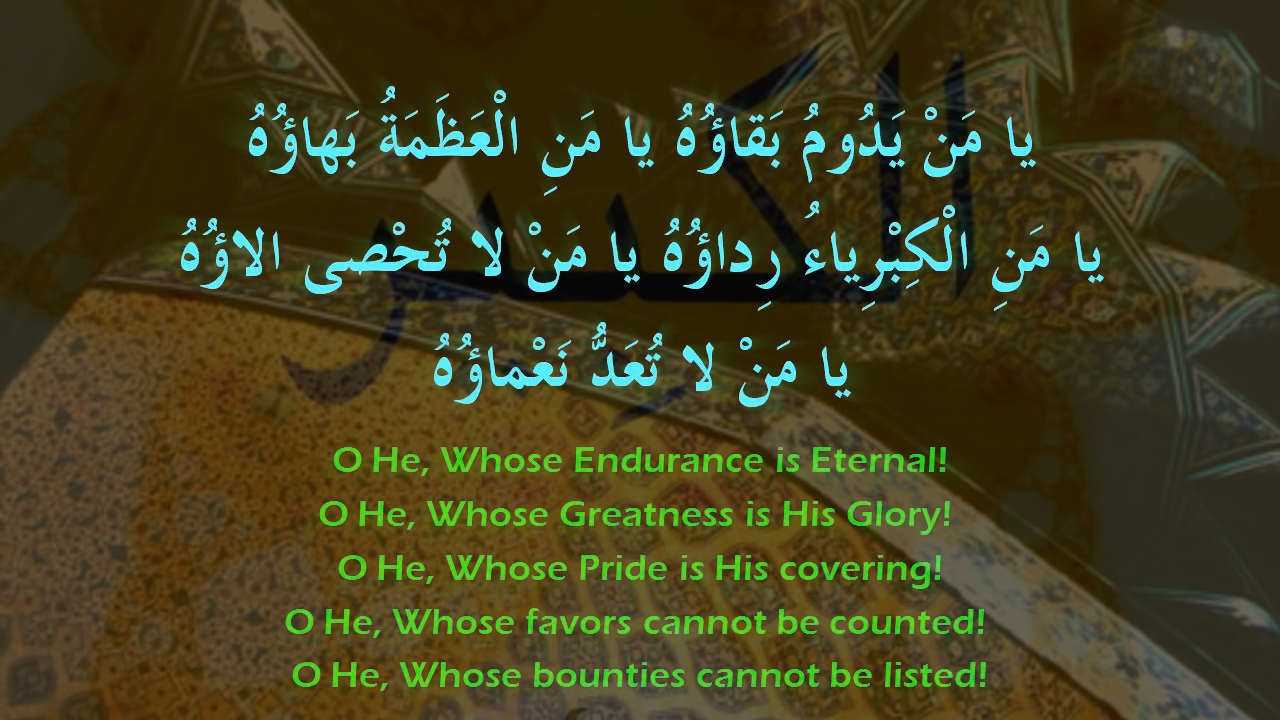 يا مَنْ يَدُومُ بَقاؤُهُ يا مَنِ الْعَظَمَةُ بَهاؤُهُ
يا مَنِ الْكِبْرِياءُ رِداؤُهُ يا مَنْ لا تُحْصى الاؤُهُ
يا مَنْ لا تُعَدُّ نَعْماؤُهُ
O He, Whose Endurance is Eternal!
O He, Whose Greatness is His Glory!
O He, Whose Pride is His covering!
O He, Whose favors cannot be counted!
O He, Whose bounties cannot be listed!